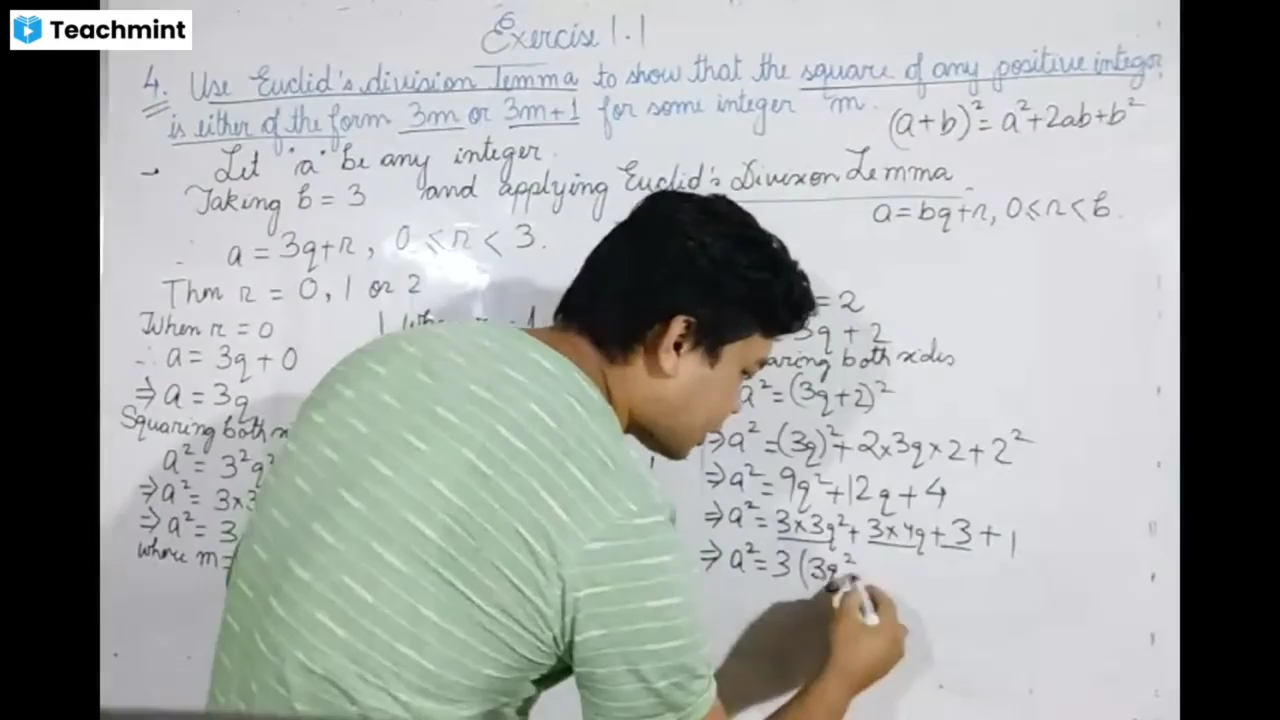 Teachmint
Exercise 1.1
4. Use Euclid's division lemma to show that the square of any positive integer
is either of the form 3m or 3m+1 for some integer 'm.
(a+b)²=a²+2ab+b²
Let 'a' be any integer.
Taking b = 3 and applying Euclid's Division Lemma
a=bq+r, 0≤r<b.
∴ a = 3q+r, 0≤r<3.
Then r = 0, 1 or 2
When r = 0
∴ a = 3q + 0
⇒ a = 3q
Squaring both
a² = 3²q²
⇒ a² = 3×3
⇒ a² = 3
where m=
= 2
3q + 2
both sides
a²=(3q+2)²
⇒ a²=(3q)²+2×3q×2+2²
⇒ a²=9q²+12q+4
⇒ a²=3×3q²+3×4q+3+1
⇒ a²=3(3q²